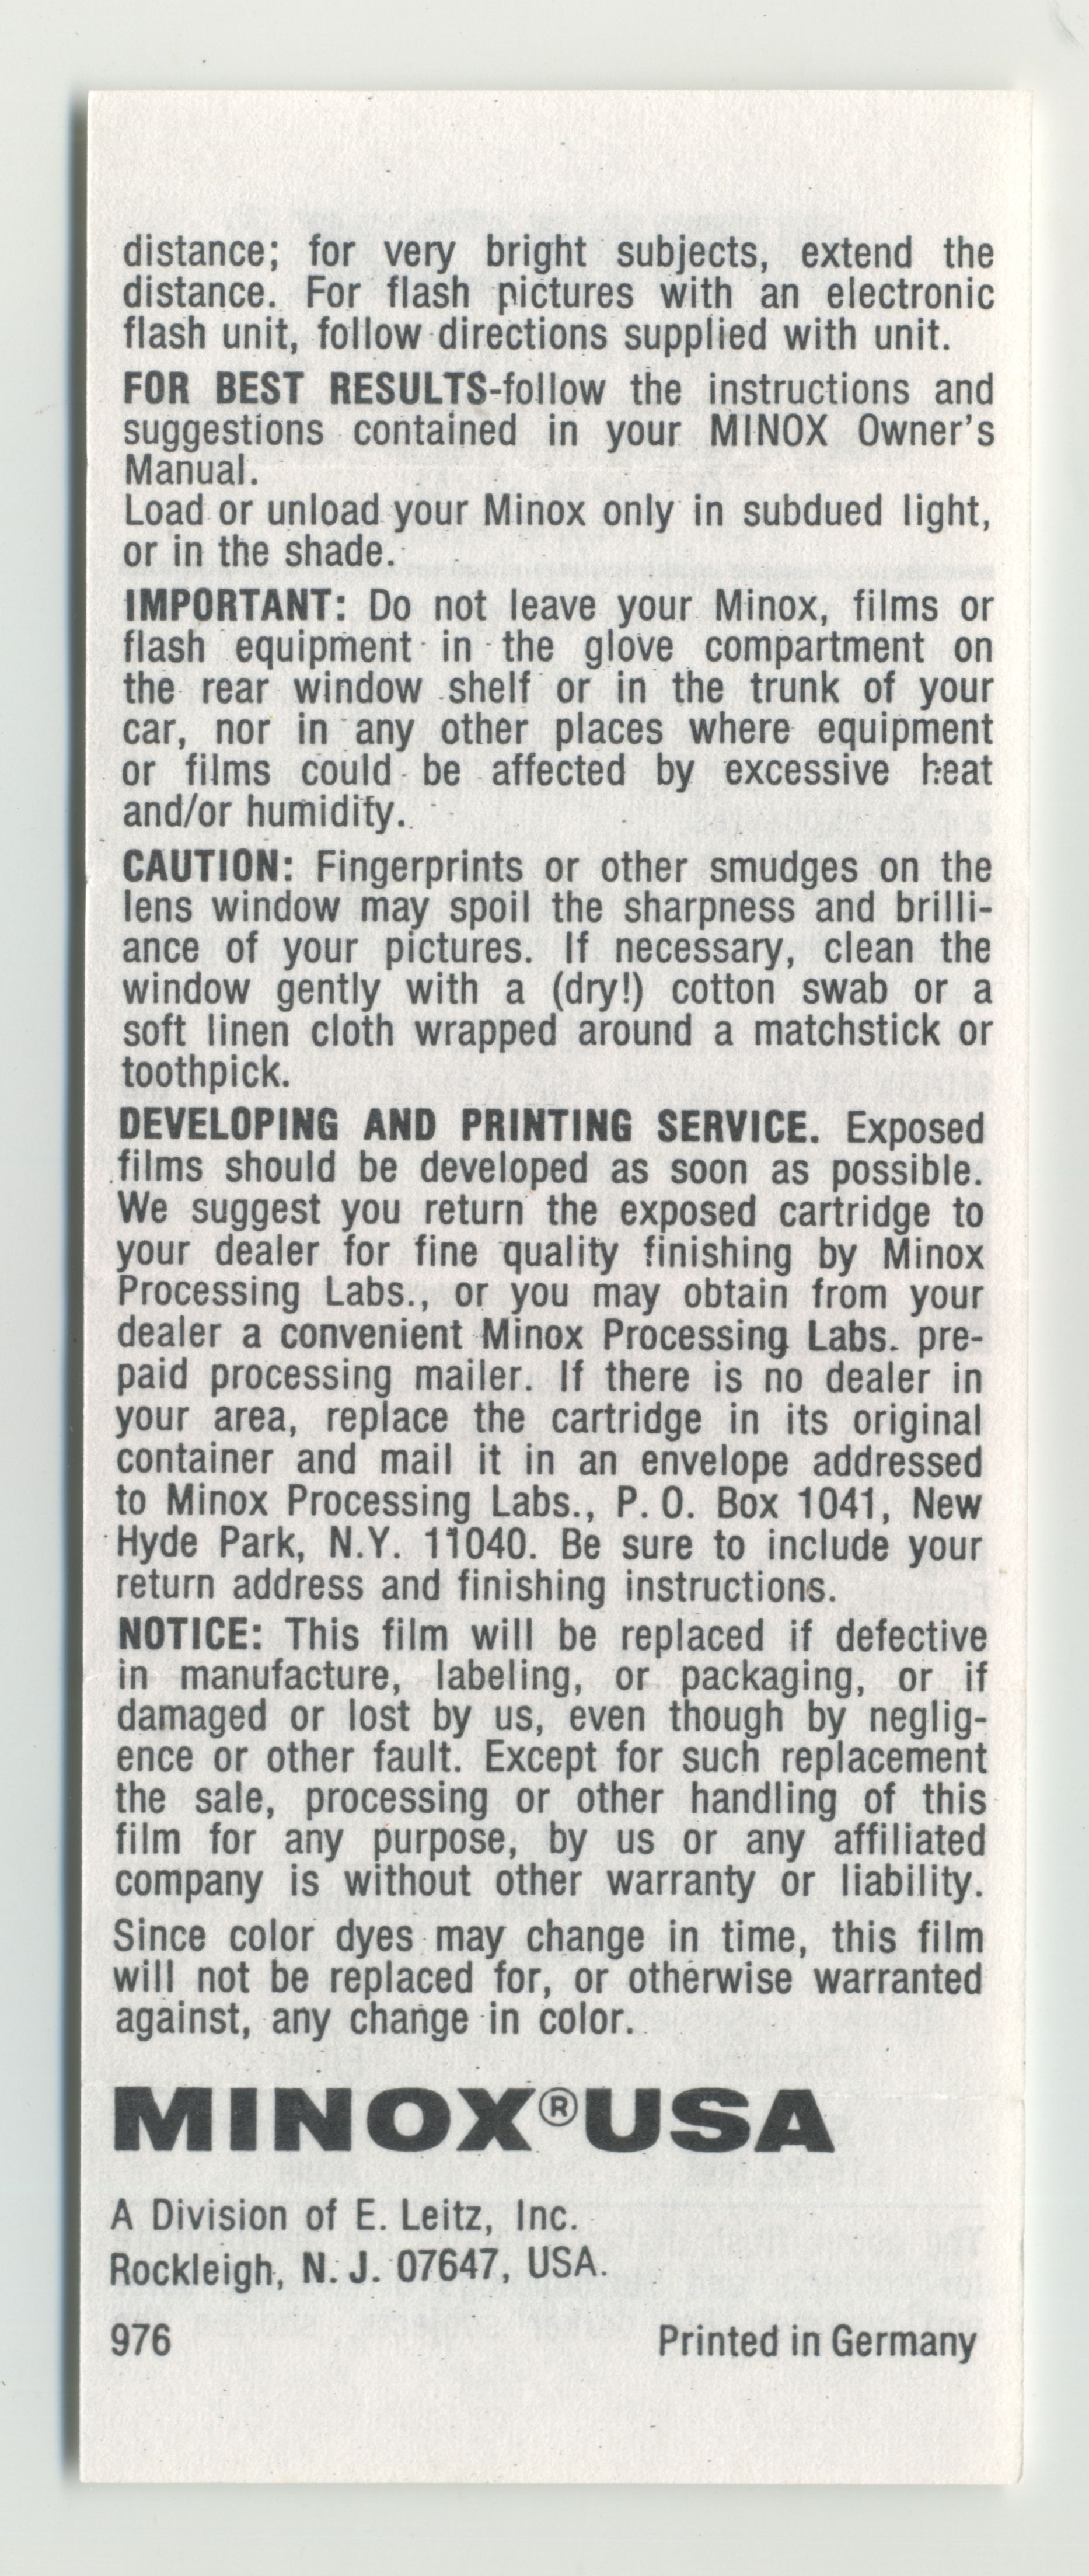 distance; for very bright subjects, extend the
distance. For flash pictures with an electronic
flash unit, follow directions supplied with unit.
FOR BEST RESULTS-follow the instructions and
suggestions contained in your MINOX Owner's
Manual.
Load or unload your Minox only in subdued light,
or in the shade.
IMPORTANT: Do not leave your Minox, films or
flash equipment in the glove compartment on
the rear window shelf or in the trunk of your
car, nor in any other places where equipment
or films could be affected by excessive heat
and/or humidity.
CAUTION: Fingerprints or other smudges on the
lens window may spoil the sharpness and brilli-
ance of your pictures. If necessary, clean the
window gently with a (dry!) cotton swab or a
soft linen cloth wrapped around a matchstick or
toothpick.
DEVELOPING AND PRINTING SERVICE. Exposed
films should be developed as soon as possible.
We suggest you return the exposed cartridge to
your dealer for fine quality finishing by Minox
Processing Labs., or you may obtain from your
dealer a convenient Minox Processing Labs. pre-
paid processing mailer. If there is no dealer in
your area, replace the cartridge in its original
container and mail it in an envelope addressed
to Minox Processing Labs., P. O. Box 1041, New
Hyde Park, N.Y. 11040. Be sure to include your
return address and finishing instructions.
NOTICE: This film will be replaced if defective
in manufacture, labeling, or packaging, or if
damaged or lost by us, even though by neglig-
ence or other fault. Except for such replacement
the sale, processing or other handling of this
film for any purpose, by us or any affiliated
company is without other warranty or liability.
Since color dyes may change in time, this film
will not be replaced for, or otherwise warranted
against, any change in color.
MINOX®USA
A Division of E. Leitz, Inc.
Rockleigh, N. J. 07647, USA.
976 Printed in Germany